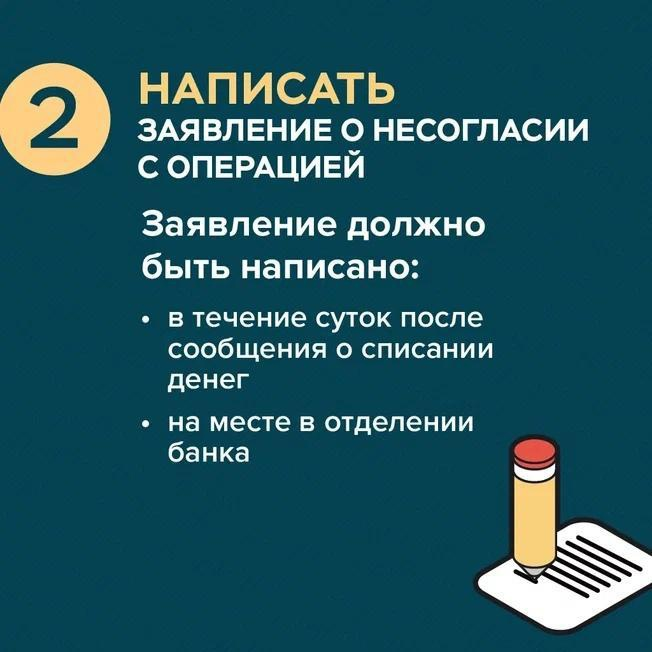 2
НАПИСАТЬ
ЗАЯВЛЕНИЕ О НЕСОГЛАСИИ
С ОПЕРАЦИЕЙ
Заявление должно
быть написано:
• в течение суток после
сообщения о списании
денег
• на месте в отделении
банка